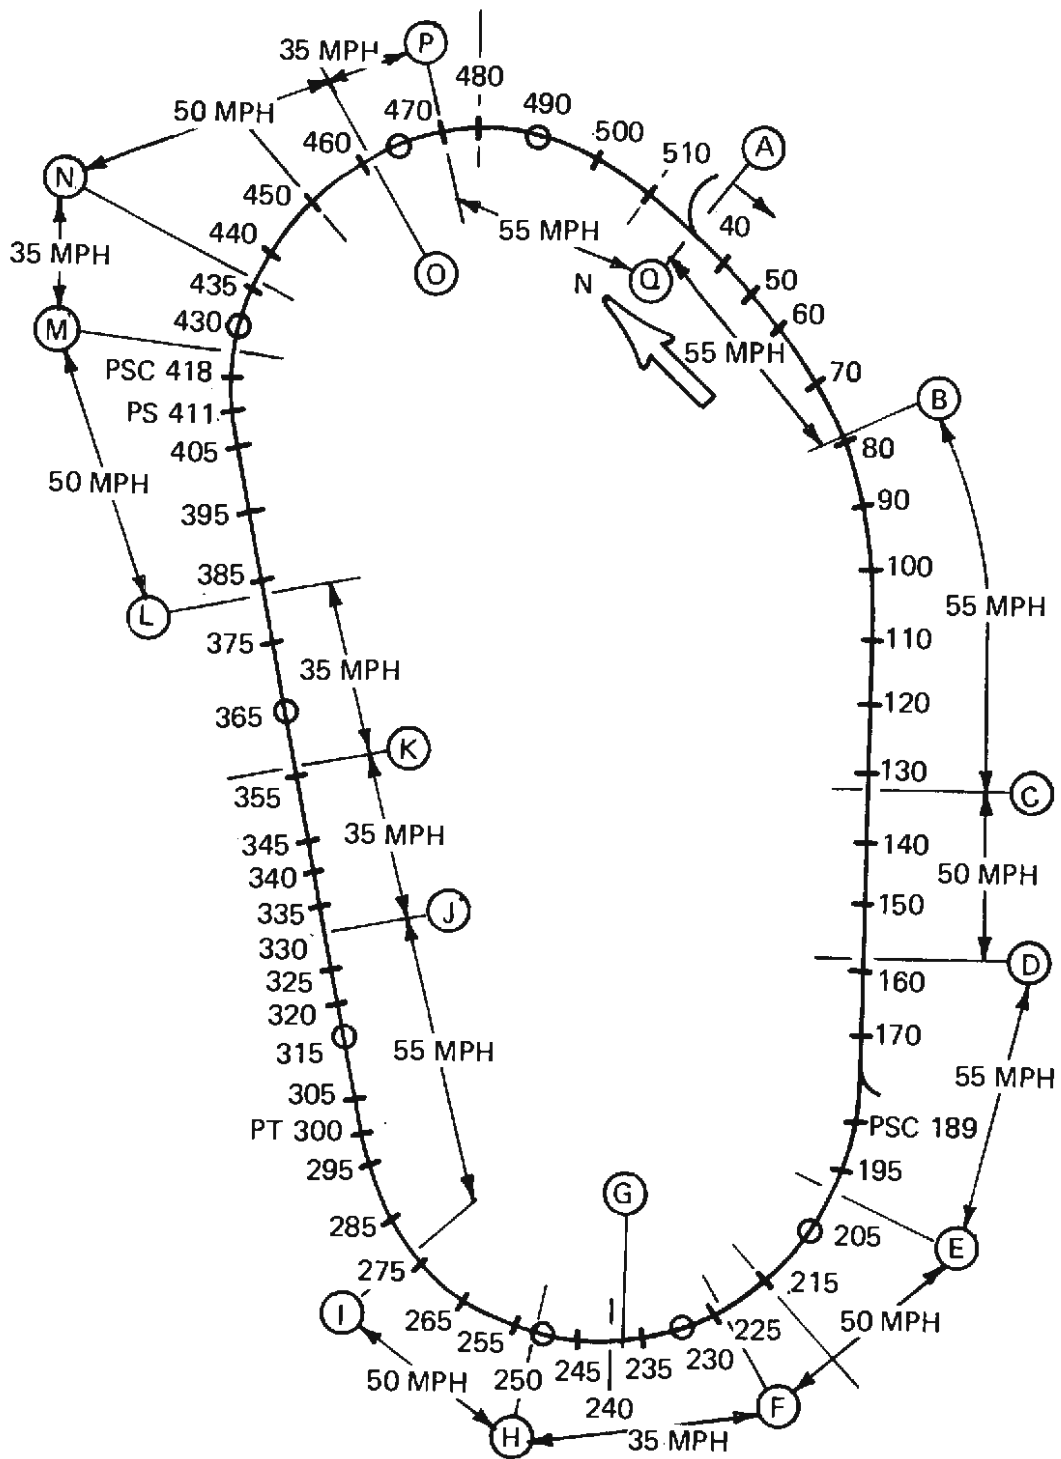 P
35 MPH
480
490
50 MPH
470
500
460
510
A
N
450
40
440
55 MPH
O
Q
N
35 MPH
435
50
M
430
60
55 MPH
PSC 418
70
B
PS 411
80
405
50 MPH
90
395
100
385
55 MPH
L
110
375
35 MPH
120
365
K
130
355
C
35 MPH
345
140
50 MPH
340
150
335
J
330
D
160
325
320
170
315
55 MPH
55 MPH
305
PT 300
PSC 189
295
195
G
285
205
E
275
215
I
265
255
225
50 MPH
50 MPH
250
245
235
230
240
F
H
35 MPH